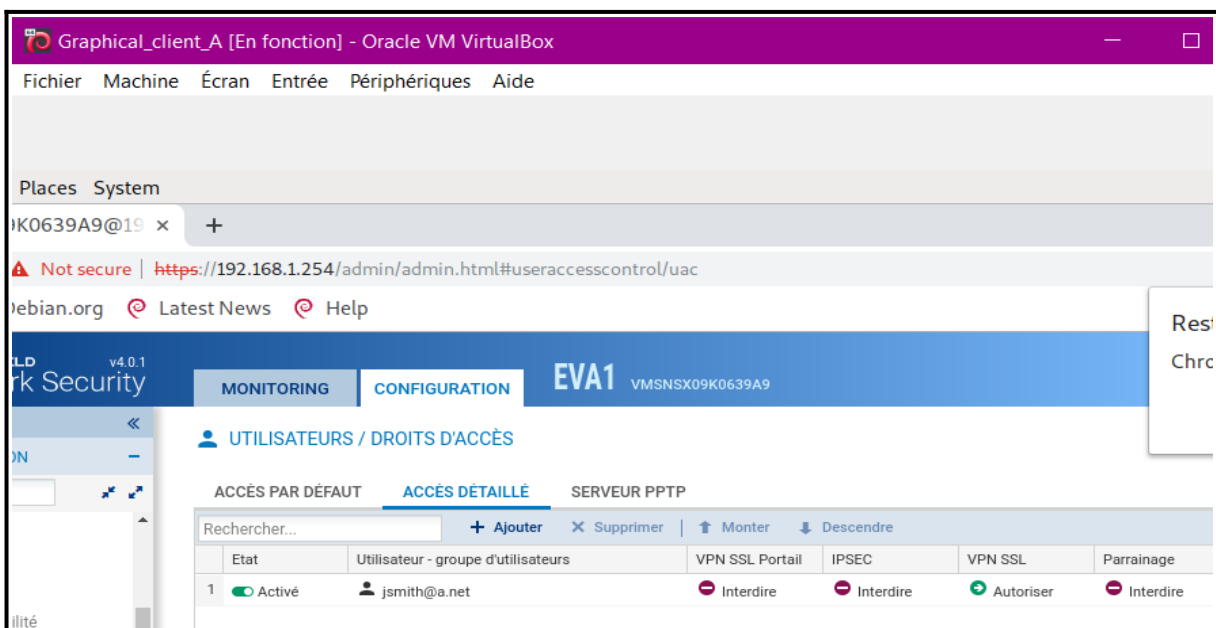 Graphical_client_A [En fonction] - Oracle VM VirtualBox
Fichier Machine Écran Entrée Périphériques Aide
Places System
K0639A9@19 × +
Not secure | https://192.168.1.254/admin/admin.html#useraccesscontrol/uac
ebian.org Latest News Help
Rest
Chro
v4.0.1
rk Security
MONITORING CONFIGURATION EVA1 VMSNSX09K0639A9
UTILISATEURS / DROITS D'ACCÈS
ON
ACCÈS PAR DÉFAUT ACCÈS DÉTAILLÉ SERVEUR PPTP
Rechercher... + Ajouter × Supprimer | Monter Descendre
Etat Utilisateur - groupe d'utilisateurs VPN SSL Portail IPSEC VPN SSL Parrainage
1 Activé jsmith@a.net Interdire Interdire Autoriser Interdire
ilité